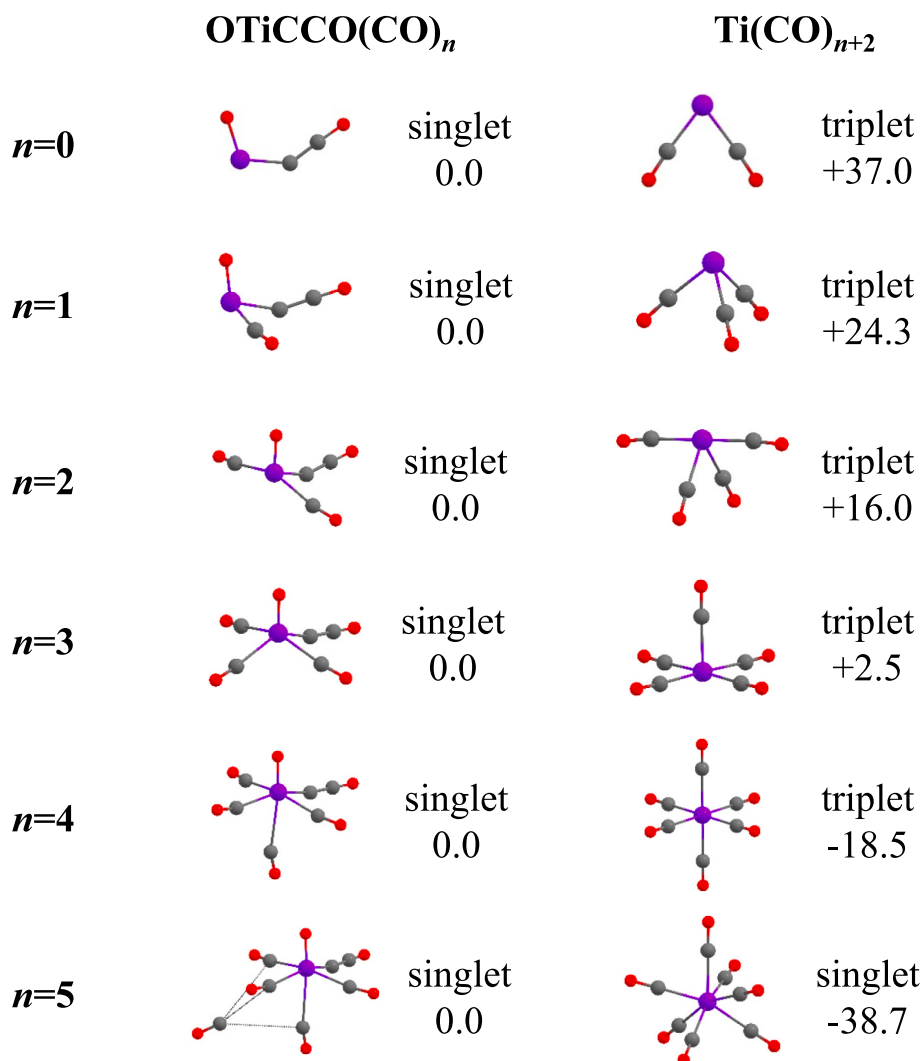 OTiCCO(CO)n Ti(CO)n+2
n=0 singlet 0.0 triplet +37.0
n=1 singlet 0.0 triplet +24.3
n=2 singlet 0.0 triplet +16.0
n=3 singlet 0.0 triplet +2.5
n=4 singlet 0.0 triplet -18.5
n=5 singlet 0.0 singlet -38.7